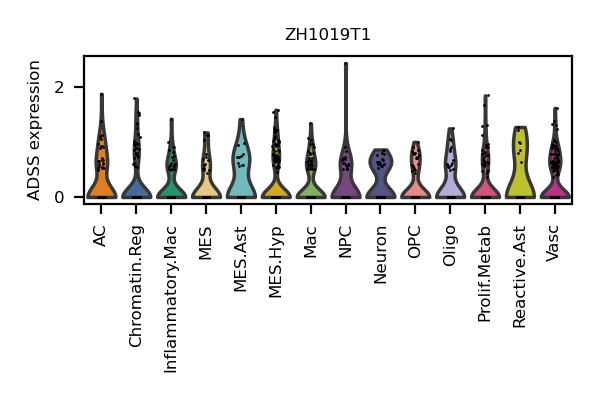 ZH1019T1
ADSS expression
2
0
AC
Chromatin.Reg
Inflammatory.Mac
MES
MES.Ast
MES.Hyp
Mac
NPC
Neuron
OPC
Oligo
Prolif.Metab
Reactive.Ast
Vasc